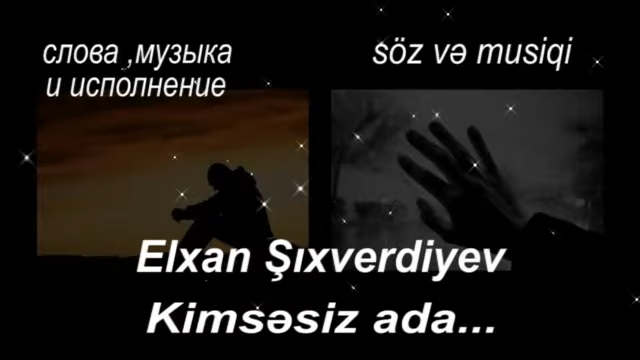 слова ,музыка
и исполнение
söz və musiqi
Elxan Şıxverdiyev
Kimsəsiz ada...